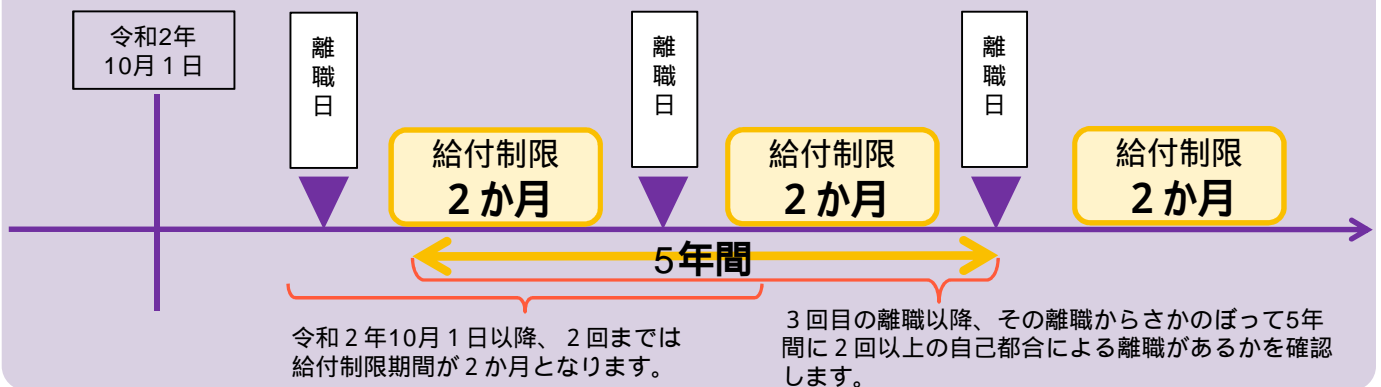 令和2年
10月1日
離職日
離職日
離職日
給付制限
２か月
給付制限
２か月
給付制限
２か月
5年間
令和２年10月１日以降、２回までは
給付制限期間が２か月となります。
３回目の離職以降、その離職からさかのぼって5年
間に２回以上の自己都合による離職があるかを確認
します。